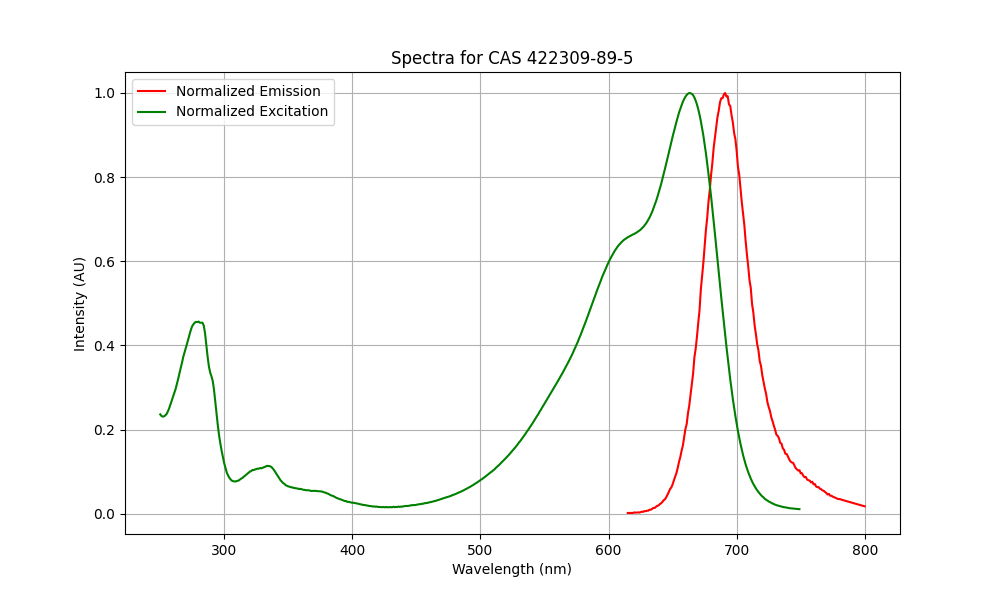 Spectra for CAS 422309-89-5
Normalized Emission
Normalized Excitation
1.0
0.8
0.6
0.4
0.2
0.0
Intensity (AU)
300 400 500 600 700 800
Wavelength (nm)